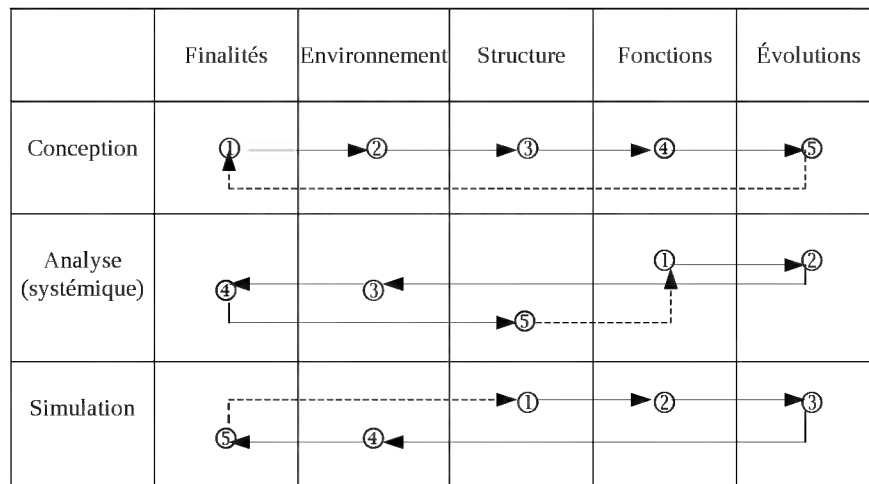 Finalités Environnement Structure Fonctions Évolutions
Conception ① ② ③ ④ ⑤
Analyse
(systémique)
① ②
④ ③
⑤
Simulation
① ② ③
⑤ ④